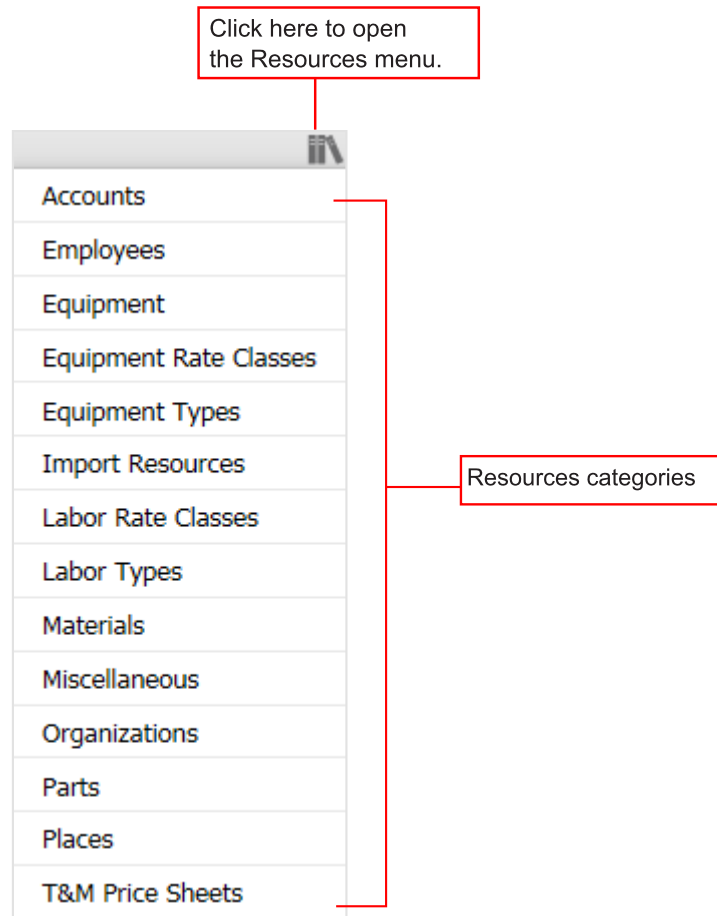 Click here to open
the Resources menu.
Accounts
Employees
Equipment
Equipment Rate Classes
Equipment Types
Import Resources
Resources categories
Labor Rate Classes
Labor Types
Materials
Miscellaneous
Organizations
Parts
Places
T&M Price Sheets